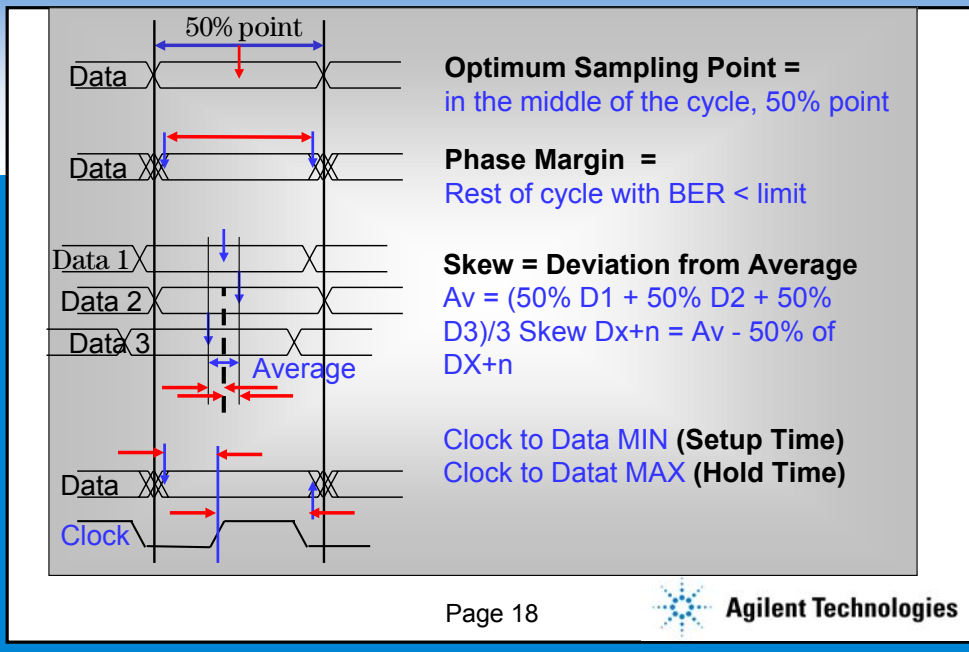 50% point
Data
Optimum Sampling Point =
in the middle of the cycle, 50% point
Data
Phase Margin =
Rest of cycle with BER < limit
Data 1
Data 2
Data 3
Average
Skew = Deviation from Average
Av = (50% D1 + 50% D2 + 50%
D3)/3 Skew Dx+n = Av - 50% of
DX+n
Clock to Data MIN (Setup Time)
Clock to Datat MAX (Hold Time)
Data
Clock
Page 18
Agilent Technologies